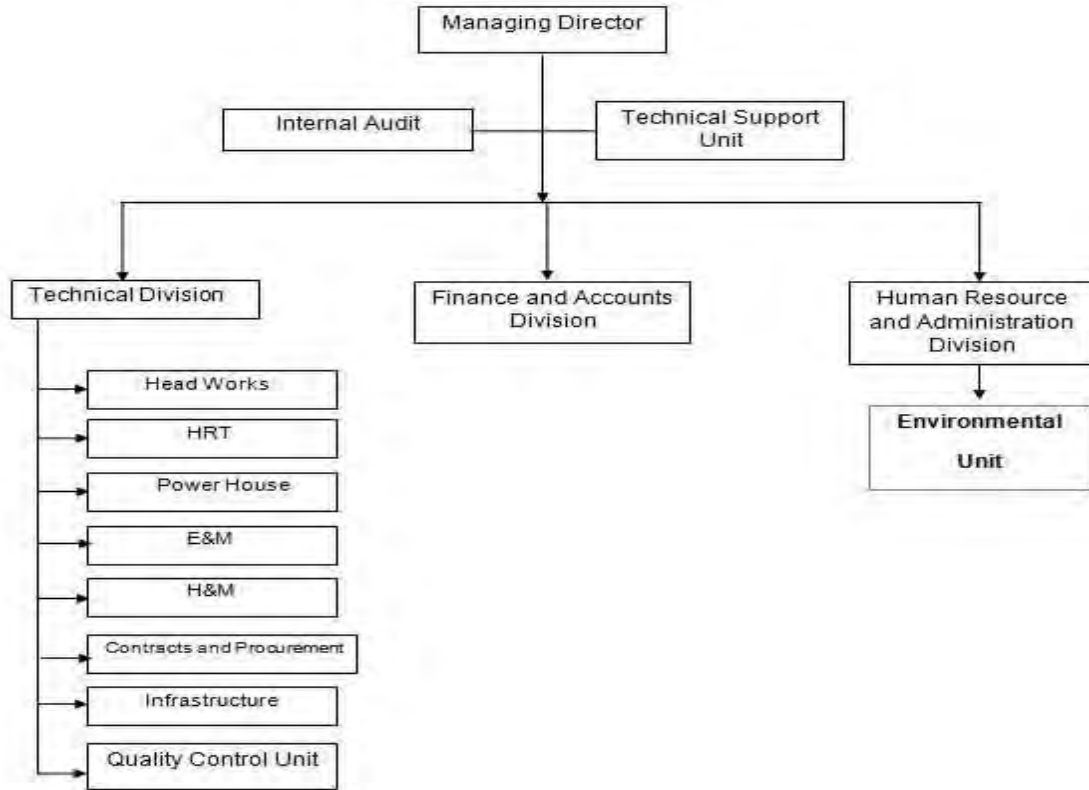 Managing Director
Internal Audit
Technical Support
Unit
Technical Division
Finance and Accounts
Division
Human Resource
and Administration
Division
Head Works
HRT
Power House
E&M
H&M
Contracts and Procurement
Infrastructure
Quality Control Unit
Environmental
Unit